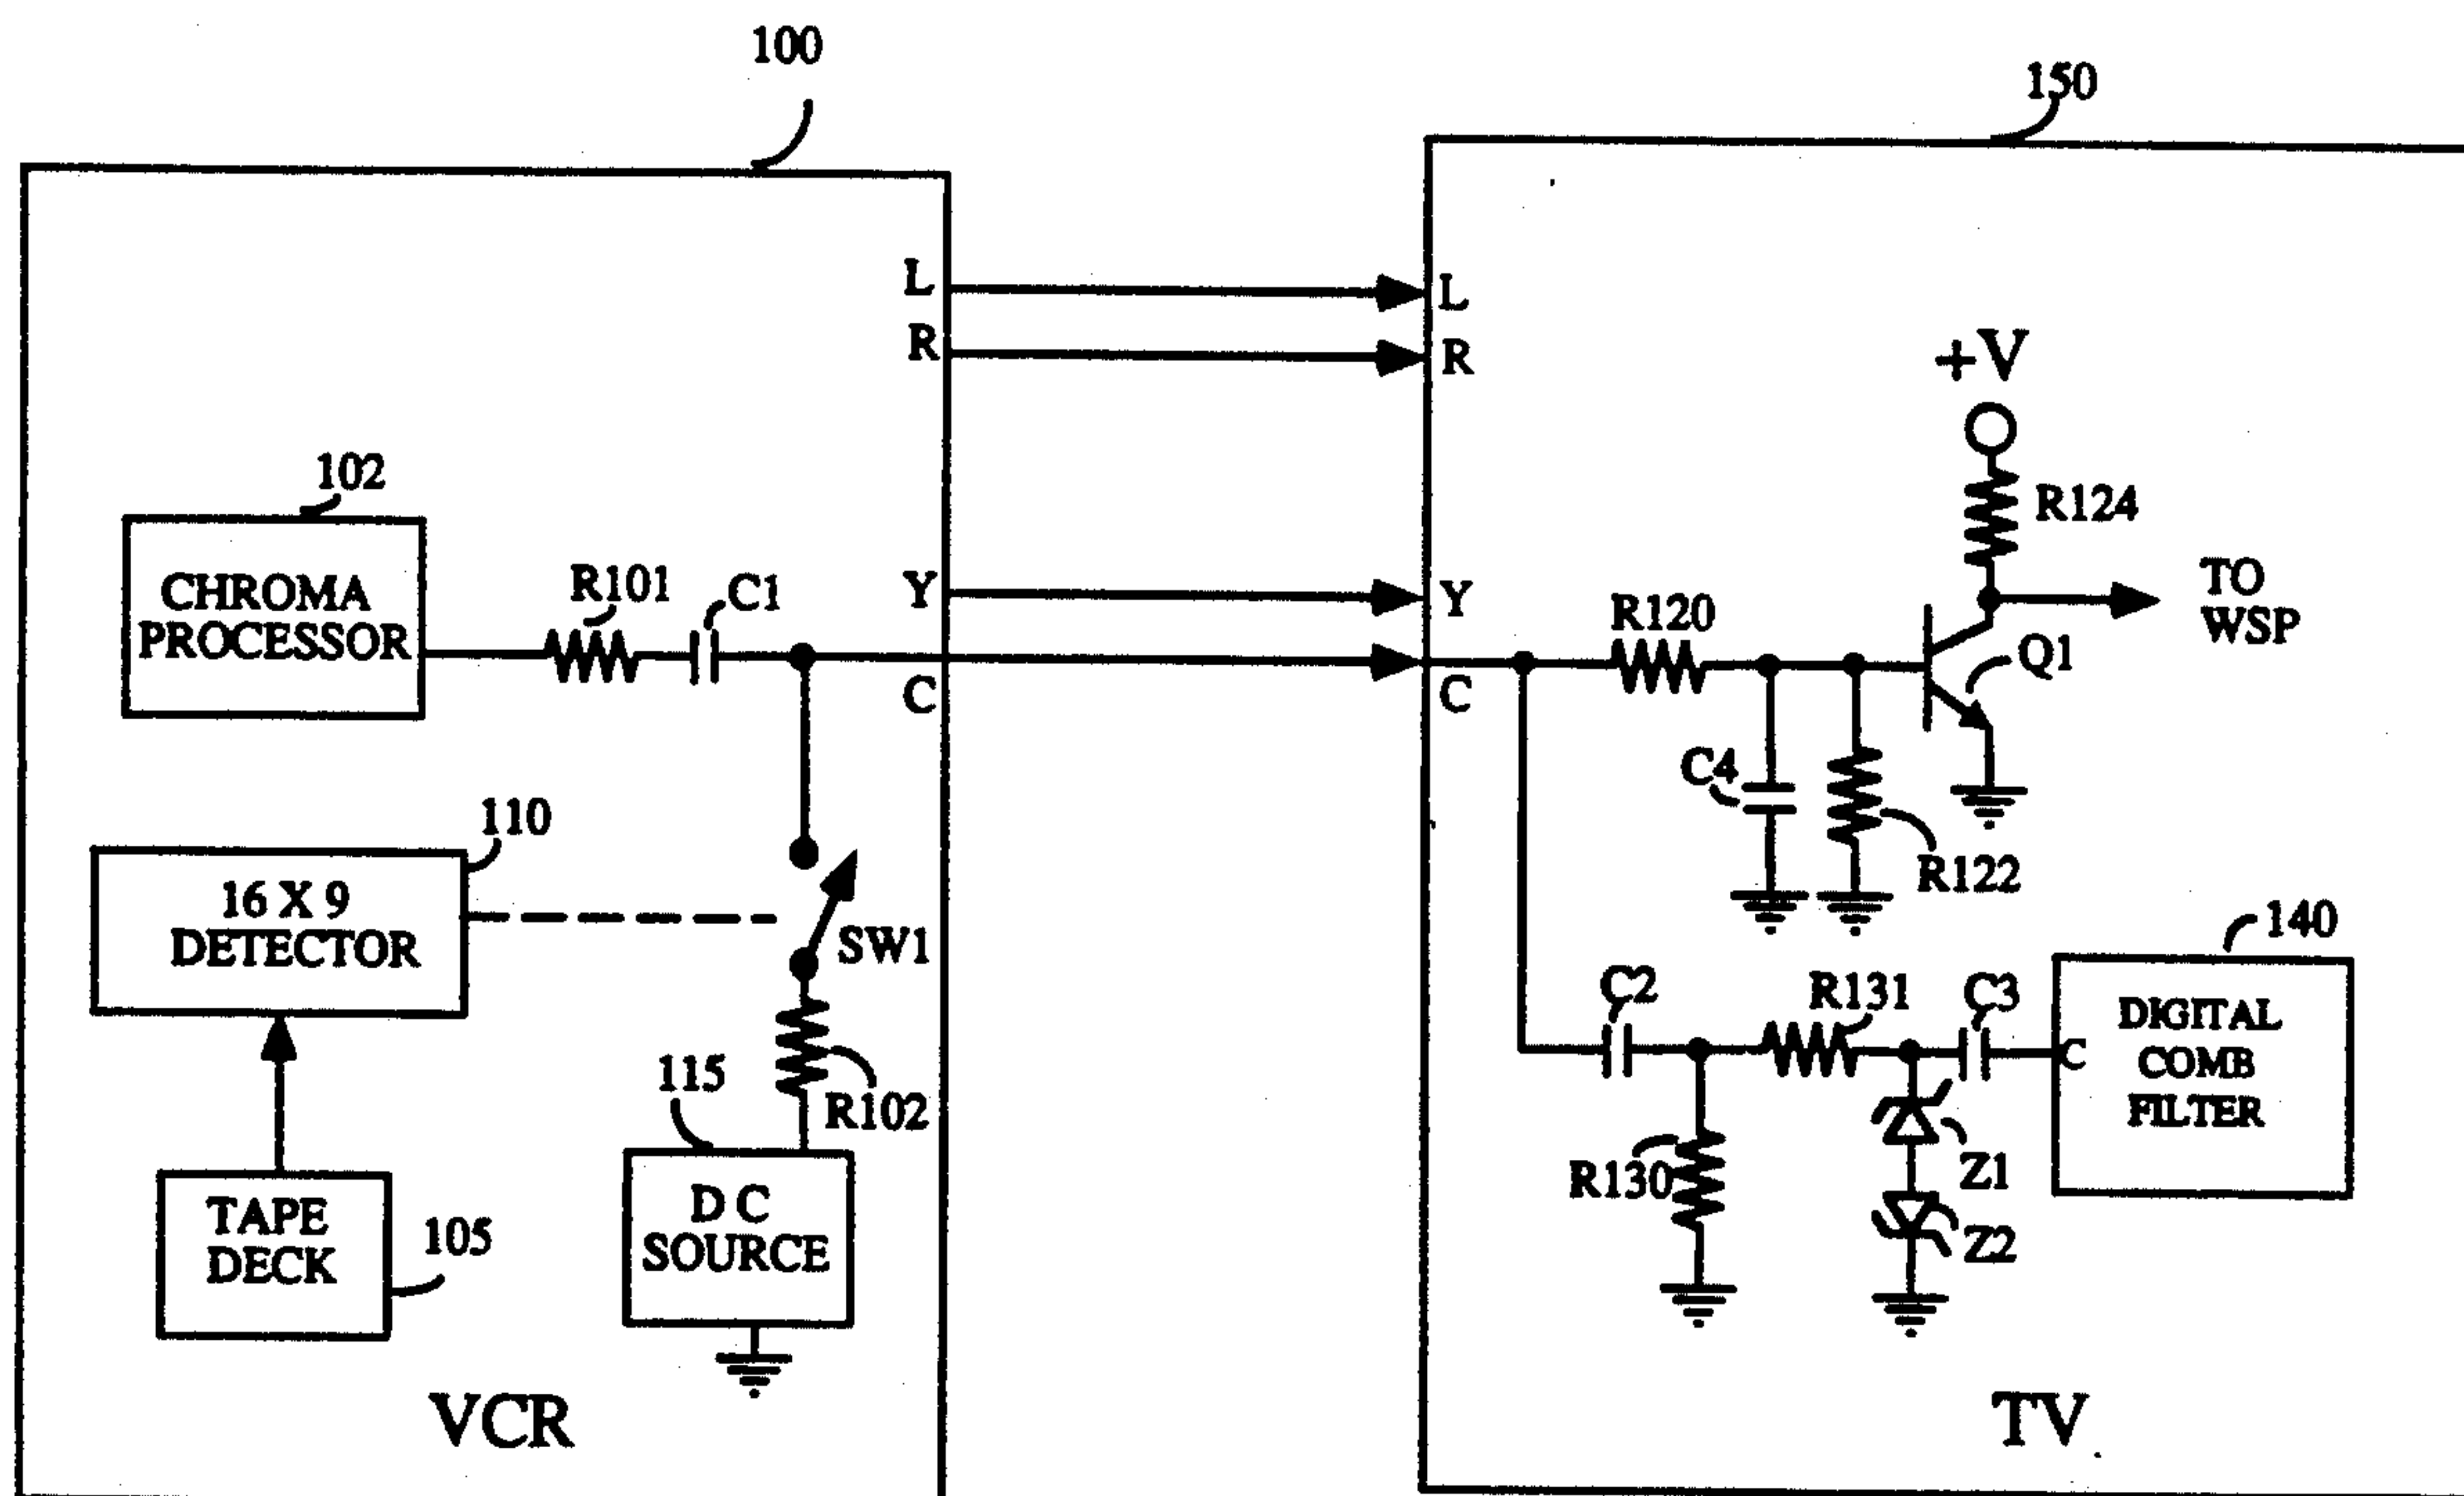 100
150
L
L
R
R
+V
102
R124
CHROMA
PROCESSOR
R101
C1
Y
Y
R120
TO
WSP
Q1
C
C
C4
R122
110
16 X 9
DETECTOR
SW1
140
C2
R131
C3
C
DIGITAL
COMB
FILTER
115
R102
R130
Z1
Z2
TAPE
DECK
105
D C
SOURCE
VCR
TV